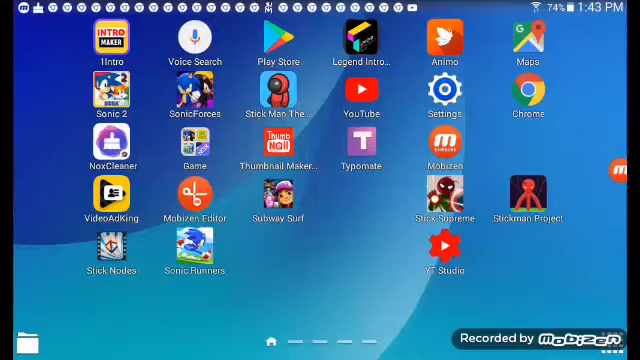 74% 1:43 PM
INTRO MAKER
1Intro Voice Search Play Store Legend Intro... Animo Maps
SEGA
Sonic 2 SonicForces Stick Man The... YouTube Settings Chrome
Thumb Nail T SAMSUNG
NoxCleaner Game Thumbnail Maker... Typomate Mobizen
VideoAdKing Mobizen Editor Subway Surf Stick Supreme Stickman Project
Stick Nodes Sonic Runners YT Studio
Recorded by Mobizen